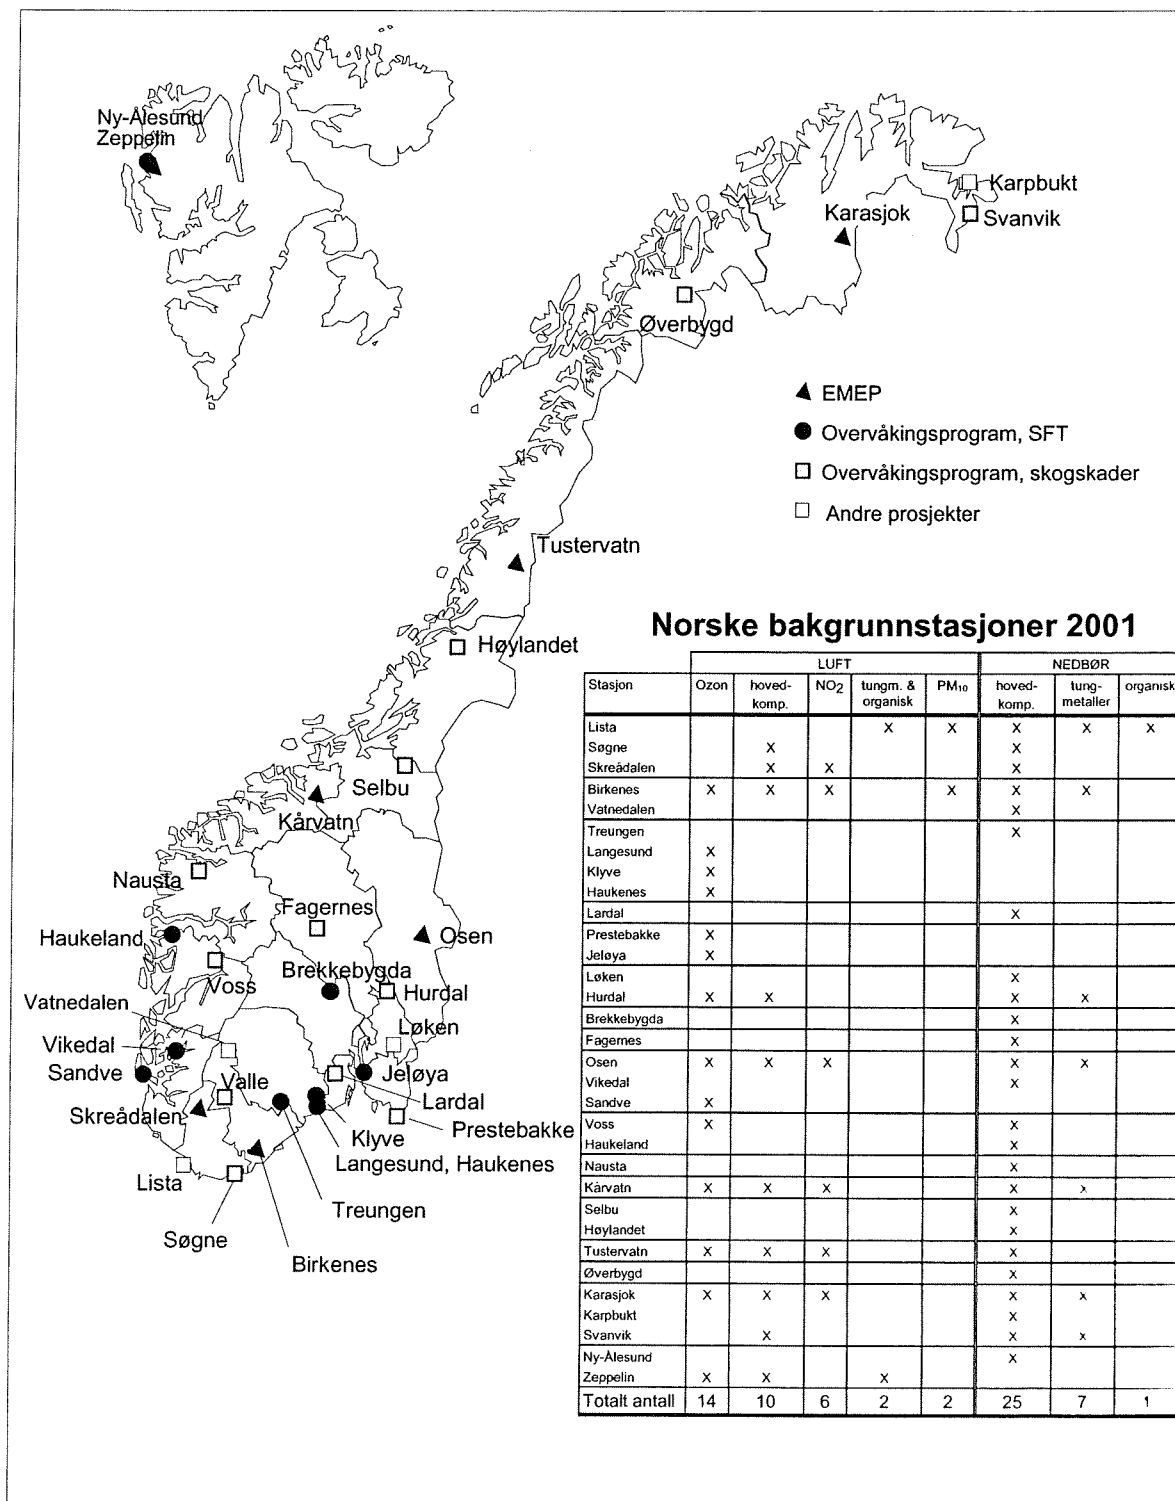 Ny-Ålesund
Zeppelin
Karpbukt
Karasjok
Svanvik
Øverbygd
EMEP
Overvåkingsprogram, SFT
Overvåkingsprogram, skogskader
Andre prosjekter
Tustervatn
Høylandet
Selbu
Kårvatn
Nausta
Fagernes
Haukeland
Osen
Voss
Brekkebygda
Hurdal
Vatnedalen
Løken
Vikedal
Sandve
Valle
Jeløya
Skreådalen
Lardal
Prestebakke
Klyve
Langesund, Haukenes
Lista
Treungen
Søgne
Birkenes
Norske bakgrunnstasjoner 2001
LUFT NEDBØR
Stasjon Ozon hoved- NO2 tungm. & PM10 hoved- tung- organisk
komp. organisk komp. metaller
Lista x x x x x
Søgne x x
Skreådalen x x x
Birkenes x x x x x x
Vatnedalen x
Treungen x
Langesund x
Klyve x
Haukenes x
Lardal x
Prestebakke x
Jeløya x
Løken x
Hurdal x x x x
Brekkebygda x
Fagernes x
Osen x x x x x
Vikedal x
Sandve x
Voss x x
Haukeland x
Nausta x
Kårvatn x x x x x
Selbu x
Høylandet x
Tustervatn x x x x
Øverbygd x
Karasjok x x x x x
Karpbukt x
Svanvik x x x
Ny-Ålesund x
Zeppelin x x x
Totalt antall 14 10 6 2 2 25 7 1